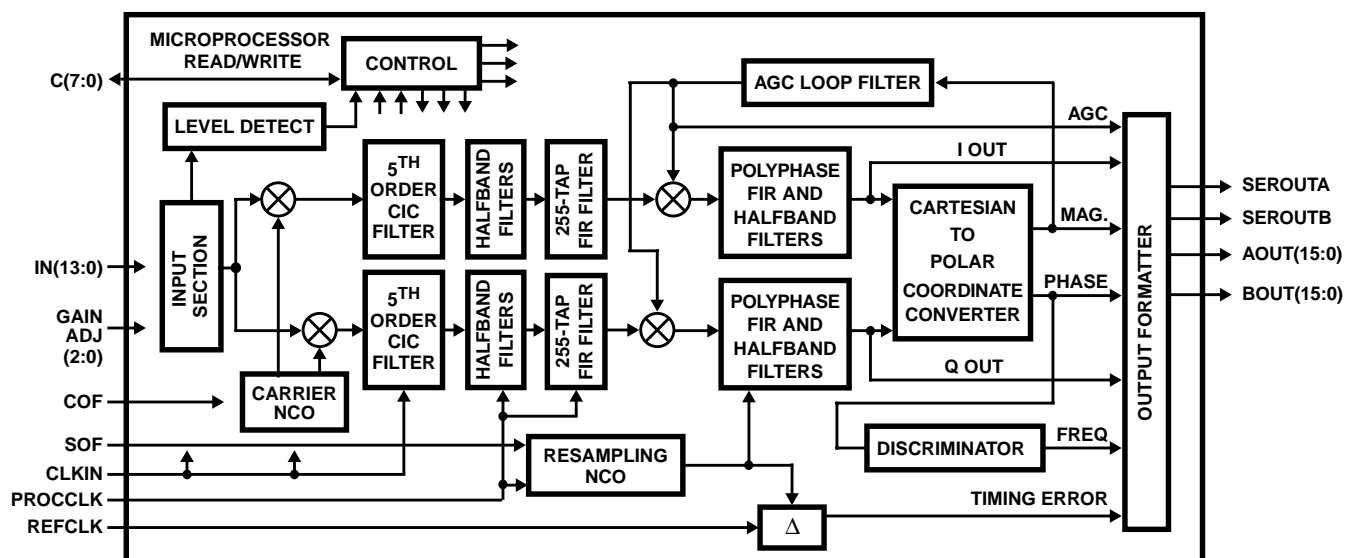 MICROPROCESSOR
READ/WRITE
C(7:0)
CONTROL
AGC LOOP FILTER
LEVEL DETECT
AGC
I OUT
5TH
ORDER
CIC
FILTER
HALFBAND
FILTERS
255-TAP
FIR FILTER
POLYPHASE
FIR AND
HALFBAND
FILTERS
CARTESIAN
TO
POLAR
COORDINATE
CONVERTER
MAG.
PHASE
OUTPUT FORMATTER
SEROUTA
SEROUTB
AOUT(15:0)
BOUT(15:0)
IN(13:0)
INPUT
SECTION
GAIN
ADJ
(2:0)
5TH
ORDER
CIC
FILTER
HALFBAND
FILTERS
255-TAP
FIR FILTER
POLYPHASE
FIR AND
HALFBAND
FILTERS
Q OUT
COF
CARRIER
NCO
SOF
RESAMPLING
NCO
DISCRIMINATOR
FREQ
CLKIN
PROCCLK
TIMING ERROR
REFCLK
Δ